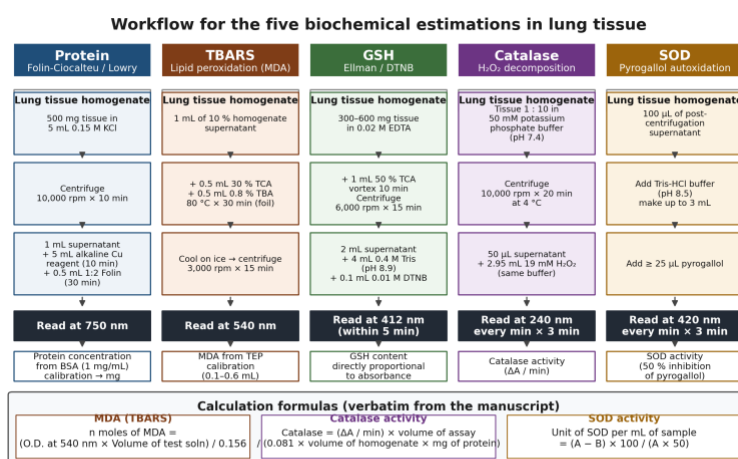 Workflow for the five biochemical estimations in lung tissue
Protein
Folin-Ciocalteu / Lowry
Lung tissue homogenate
500 mg tissue in
5 mL 0.15 M KCl
Centrifuge
10,000 rpm × 10 min
1 mL supernatant
+ 5 mL alkaline Cu
reagent (10 min)
+ 0.5 mL 1:2 Folin
(30 min)
Read at 750 nm
Protein concentration
from BSA (1 mg/mL)
calibration → mg
TBARS
Lipid peroxidation (MDA)
Lung tissue homogenate
1 mL of 10 % homogenate
supernatant
+ 0.5 mL 30 % TCA
+ 0.5 mL 0.8 % TBA
80 °C × 30 min (foil)
Cool on ice → centrifuge
3,000 rpm × 15 min
Read at 540 nm
MDA from TEP
calibration
(0.1–0.6 mL)
GSH
Ellman / DTNB
Lung tissue homogenate
300–600 mg tissue
in 0.02 M EDTA
+ 1 mL 50 % TCA
vortex 10 min
Centrifuge
6,000 rpm × 15 min
2 mL supernatant
+ 4 mL 0.4 M Tris
(pH 8.9)
+ 0.1 mL 0.01 M DTNB
Read at 412 nm
(within 5 min)
GSH content
directly proportional
to absorbance
Catalase
H₂O₂ decomposition
Lung tissue homogenate
Tissue 1 : 10 in
50 mM potassium
phosphate buffer
(pH 7.4)
Centrifuge
10,000 rpm × 20 min
at 4 °C
50 µL supernatant
+ 2.95 mL 19 mM H₂O₂
(same buffer)
Read at 240 nm
every min × 3 min
Catalase activity
(ΔA / min)
SOD
Pyrogallol autoxidation
Lung tissue homogenate
100 µL of post-
centrifugation
supernatant
Add Tris-HCl buffer
(pH 8.5)
make up to 3 mL
Add ≥ 25 µL pyrogallol
Read at 420 nm
every min × 3 min
SOD activity
(50 % inhibition
of pyrogallol)
Calculation formulas (verbatim from the manuscript)
MDA (TBARS)
n moles of MDA =
(O.D. at 540 nm × Volume of test soln) / 0.156
Catalase activity
Catalase = (ΔA / min) × volume of assay
/ (0.081 × volume of homogenate × mg of protein)
SOD activity
Unit of SOD per mL of sample
= (A − B) × 100 / (A × 50)